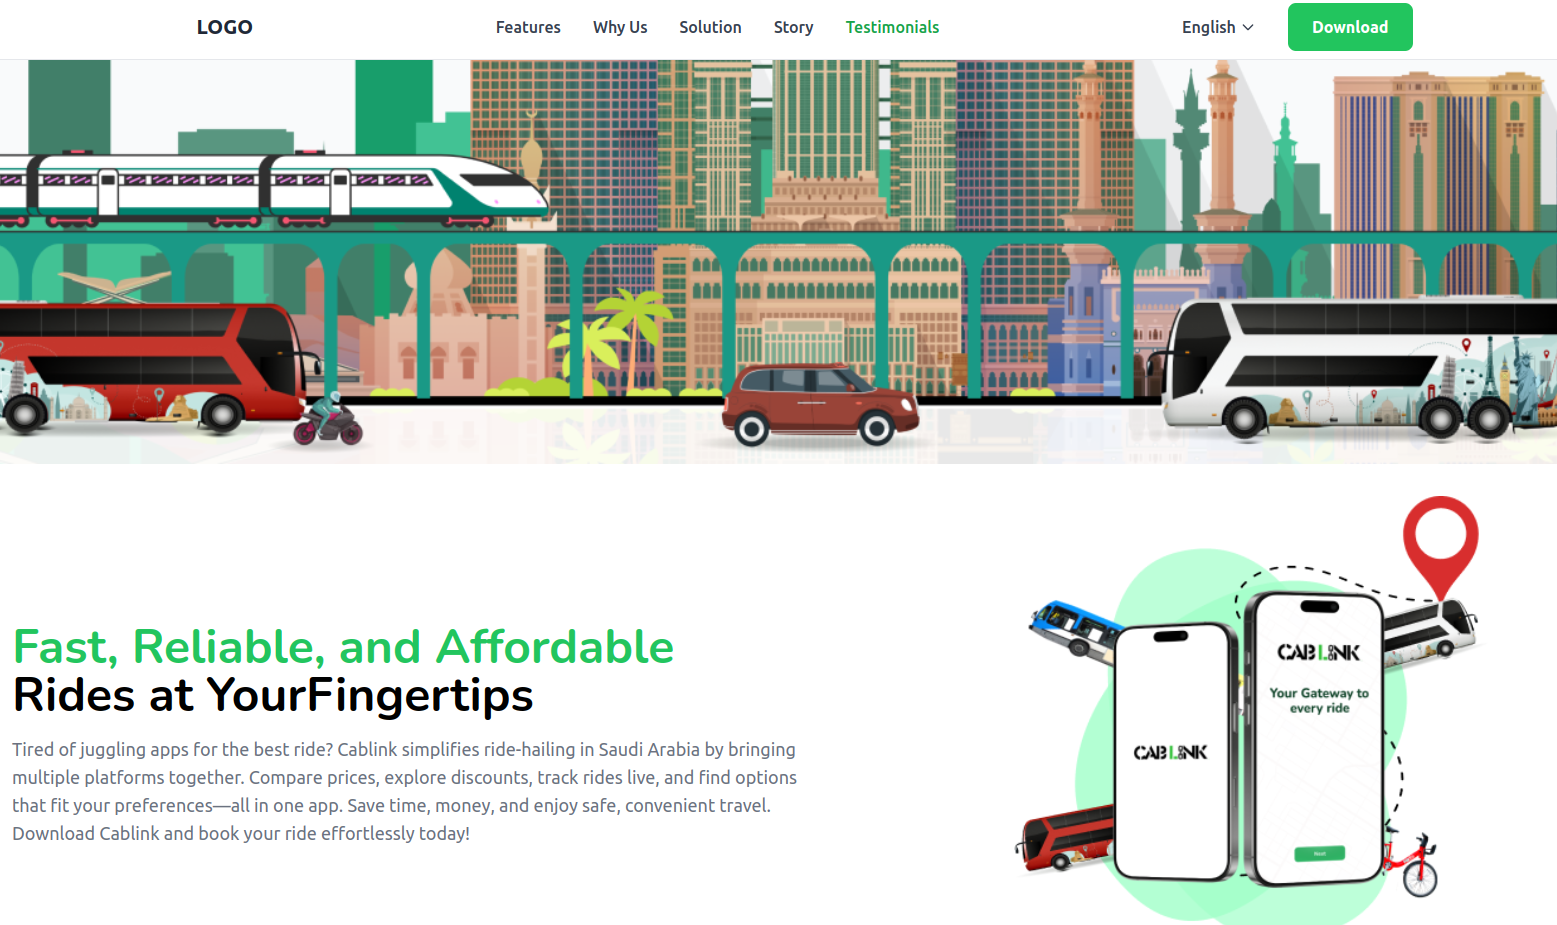 LOGO
Features Why Us Solution Story Testimonials
English
Download
Fast, Reliable, and Affordable
Rides at YourFingertips
Tired of juggling apps for the best ride? Cablink simplifies ride-hailing in Saudi Arabia by bringing
multiple platforms together. Compare prices, explore discounts, track rides live, and find options
that fit your preferences—all in one app. Save time, money, and enjoy safe, convenient travel.
Download Cablink and book your ride effortlessly today!
CABLINK
CABLINK
Your Gateway to
every ride
Next